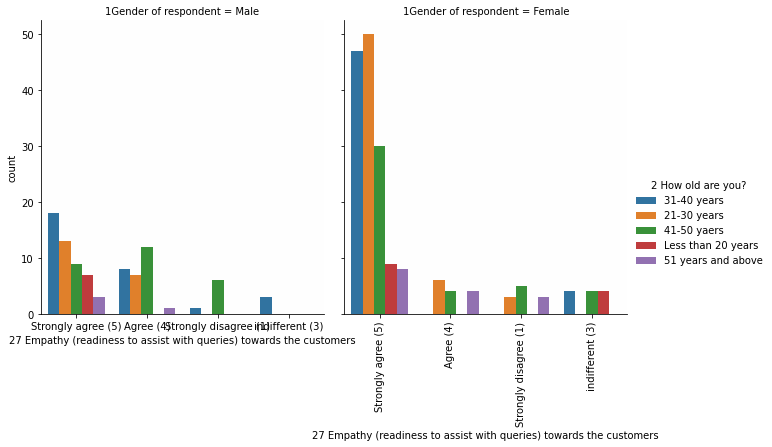 1Gender of respondent = Male
1Gender of respondent = Female
50
40
30
20
10
0
count
Strongly agree (5)
Agree (4)
Strongly disagree (1)
indifferent (3)
27 Empathy (readiness to assist with queries) towards the customers
Strongly agree (5)
Agree (4)
Strongly disagree (1)
indifferent (3)
27 Empathy (readiness to assist with queries) towards the customers
2 How old are you?
31-40 years
21-30 years
41-50 yaers
Less than 20 years
51 years and above